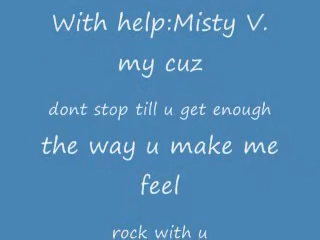 With help:Misty V.
my cuz
dont stop till u get enough
the way u make me
feel
rock with u